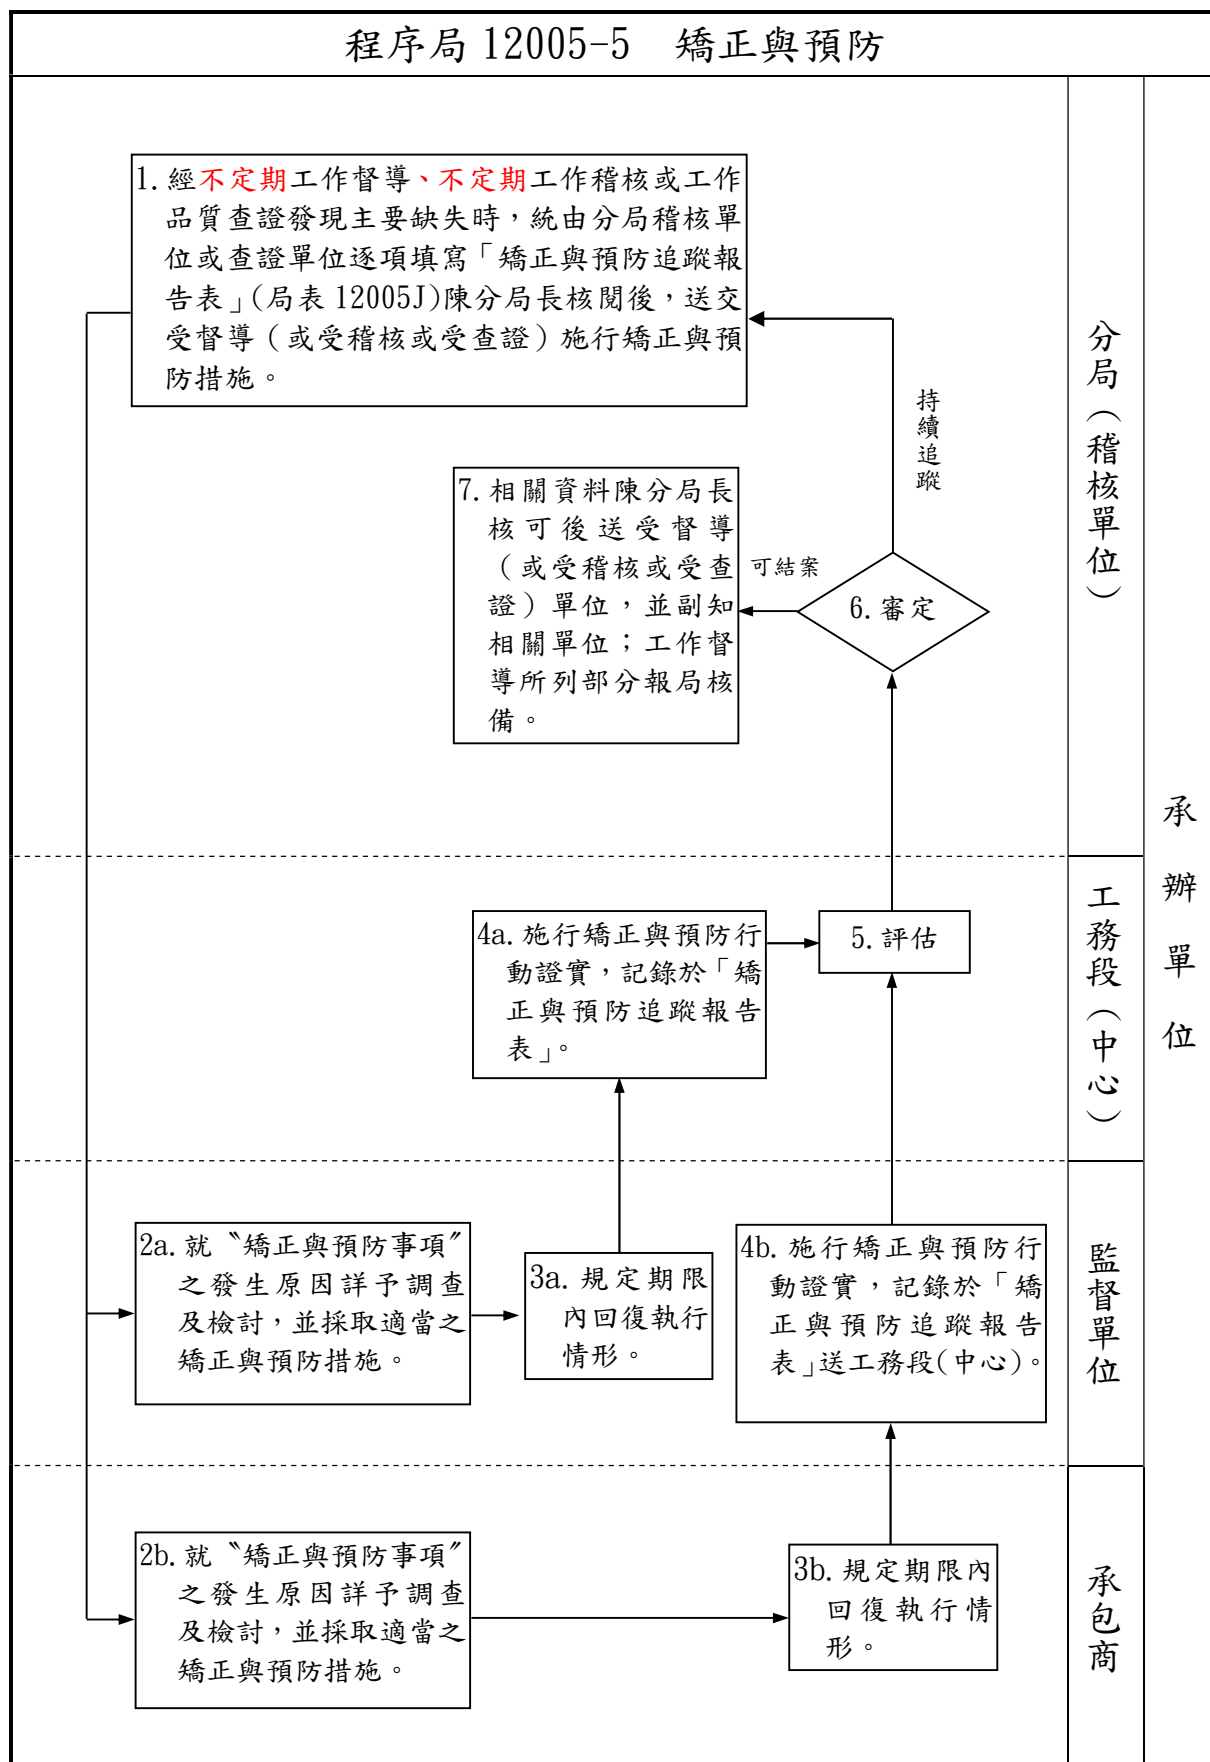 程序局 12005-5　矯正與預防
1. 經不定期工作督導、不定期工作稽核或工作
品質查證發現主要缺失時，統由分局稽核單
位或查證單位逐項填寫「矯正與預防追蹤報
告表」(局表 12005J)陳分局長核閱後，送交
受督導（或受稽核或受查證）施行矯正與預
防措施。
持續追蹤
7. 相關資料陳分局長
核可後送受督導
（或受稽核或受查
證）單位，並副知
相關單位；工作督
導所列部分報局核
備。
可結案
6. 審定
分局（稽核單位）
4a. 施行矯正與預防行
動證實，記錄於「矯
正與預防追蹤報告
表」。
5. 評估
工務段（中心）
承辦單位
2a. 就〝矯正與預防事項〞
之發生原因詳予調查
及檢討，並採取適當之
矯正與預防措施。
3a. 規定期限
內回復執行
情形。
4b. 施行矯正與預防行
動證實，記錄於「矯
正與預防追蹤報告
表」送工務段(中心)。
監督單位
2b. 就〝矯正與預防事項〞
之發生原因詳予調查
及檢討，並採取適當之
矯正與預防措施。
3b. 規定期限內
回復執行情
形。
承包商